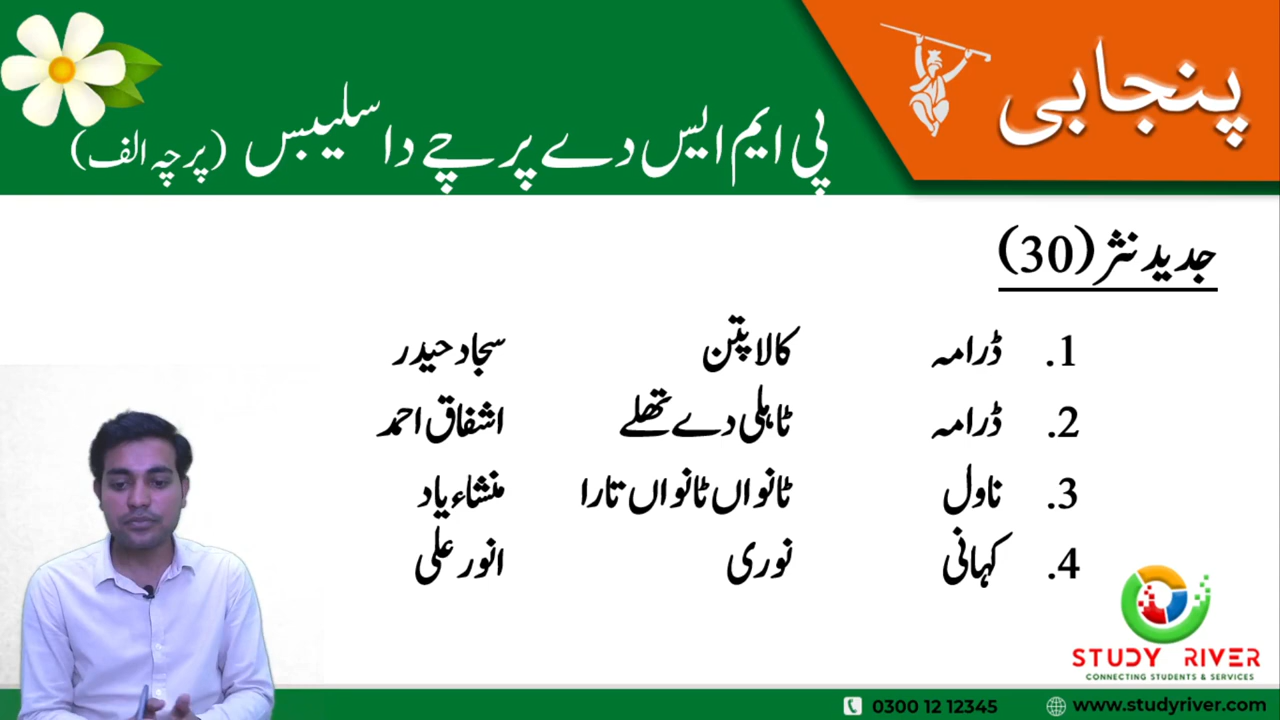 پنجابی
پی ایم ایس دے پرچے دا سلیبس (پرچہ الف)
جدید نثر (30)
1. ڈرامہ کالا پتن سجاد حیدر
2. ڈرامہ ٹاہلی دے تھلے اشفاق احمد
3. ناول ٹانواں ٹانواں تارا منشاء یاد
4. کہانی نوری انور علی
STUDY RIVER
CONNECTING STUDENTS & SERVICES
0300 12 12345 www.studyriver.com